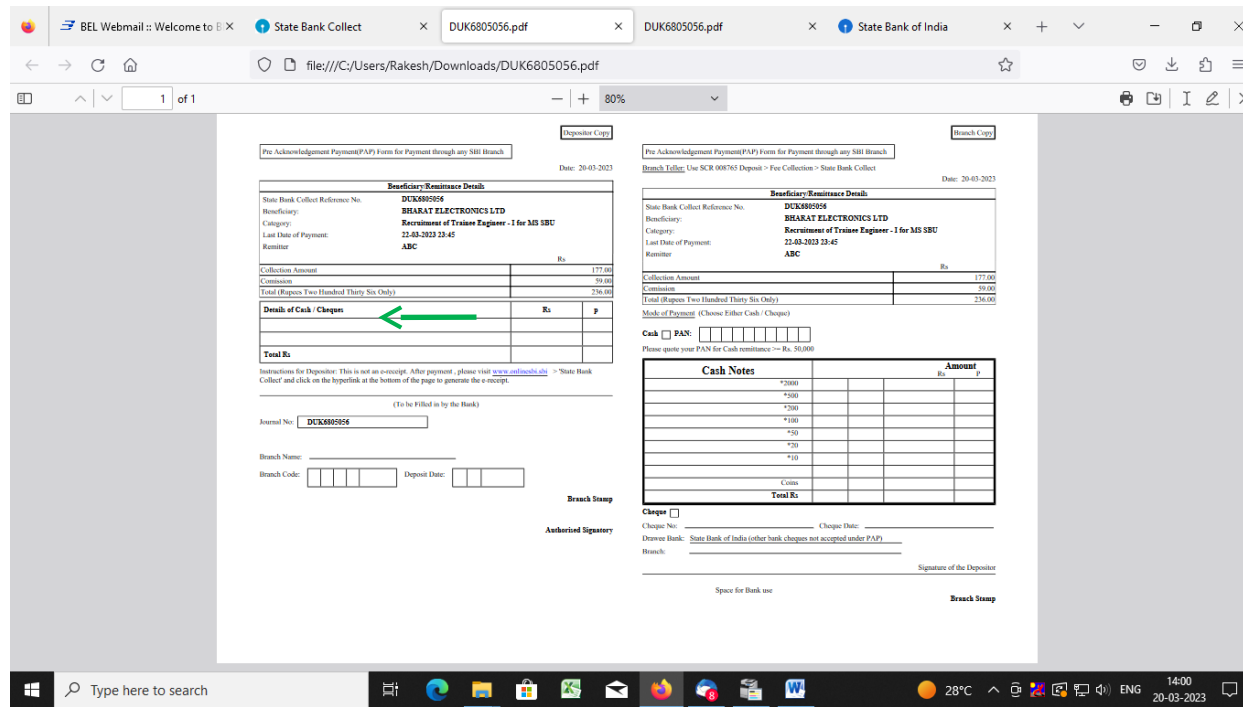 BEL Webmail :: Welcome to B
State Bank Collect
DUK6805056.pdf
DUK6805056.pdf
State Bank of India
file:///C:/Users/Rakesh/Downloads/DUK6805056.pdf
1 of 1
80%
Depositor Copy
Pre Acknowledgement Payment(PAP) Form for Payment through any SBI Branch
Date: 20-03-2023
Beneficiary/Remittance Details
State Bank Collect Reference No. DUK6805056
Beneficiary: BHARAT ELECTRONICS LTD
Category: Recruitment of Trainee Engineer - I for MS SBU
Last Date of Payment: 22-03-2023 23:45
Remitter ABC
Rs
Collection Amount 177.00
Comission 59.00
Total (Rupees Two Hundred Thirty Six Only) 236.00
Details of Cash / Cheques Rs P
Total Rs
Instructions for Depositor: This is not an e-receipt. After payment , please visit www.onlinesbi.sbi > 'State Bank
Collect' and click on the hyperlink at the bottom of the page to generate the e-receipt.
(To be Filled in by the Bank)
Journal No: DUK6805056
Branch Name:
Branch Code: Deposit Date:
Branch Stamp
Authorised Signatory
Branch Copy
Pre Acknowledgement Payment(PAP) Form for Payment through any SBI Branch
Branch Teller: Use SCR 008765 Deposit > Fee Collection > State Bank Collect
Date: 20-03-2023
Beneficiary/Remittance Details
State Bank Collect Reference No. DUK6805056
Beneficiary: BHARAT ELECTRONICS LTD
Category: Recruitment of Trainee Engineer - I for MS SBU
Last Date of Payment: 22-03-2023 23:45
Remitter ABC
Rs
Collection Amount 177.00
Comission 59.00
Total (Rupees Two Hundred Thirty Six Only) 236.00
Mode of Payment (Choose Either Cash / Cheque)
Cash PAN:
Please quote your PAN for Cash remittance >= Rs. 50,000
Cash Notes Amount
Rs P
*2000
*500
*200
*100
*50
*20
*10
Coins
Total Rs
Cheque
Cheque No: Cheque Date:
Drawee Bank: State Bank of India (other bank cheques not accepted under PAP)
Branch:
Signature of the Depositor
Space for Bank use
Branch Stamp
Type here to search
28°C
ENG
14:00
20-03-2023